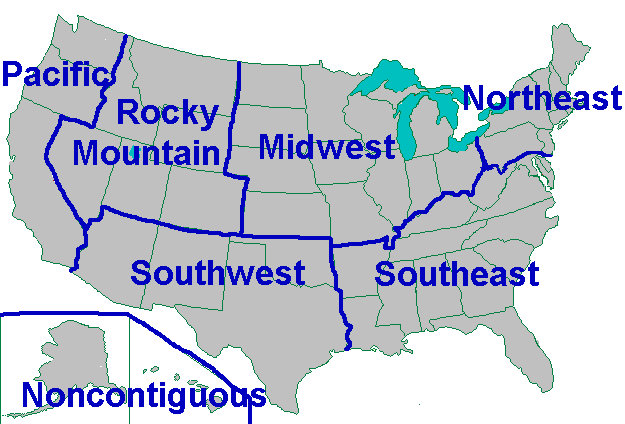 Pacific
Northeast
Rocky
Mountain
Midwest
Southwest
Southeast
Noncontiguous